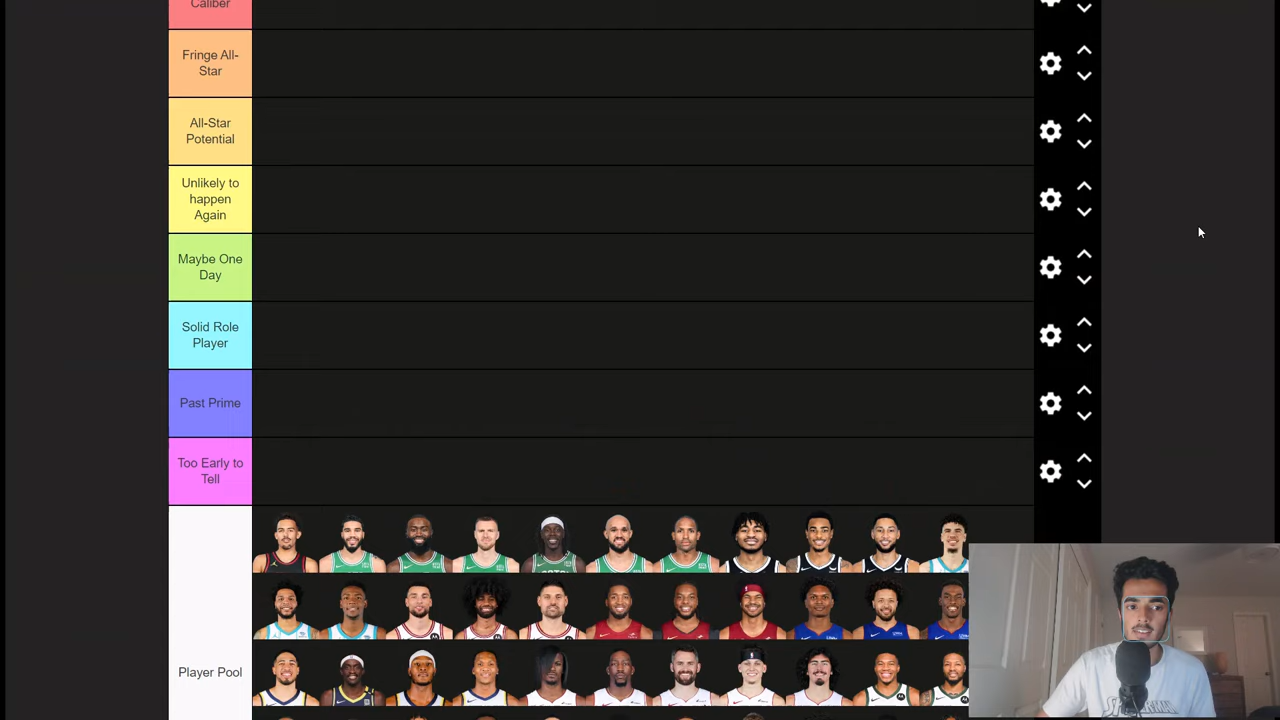 Caliber
Fringe All-
Star
All-Star
Potential
Unlikely to
happen
Again
Maybe One
Day
Solid Role
Player
Past Prime
Too Early to
Tell
Player Pool